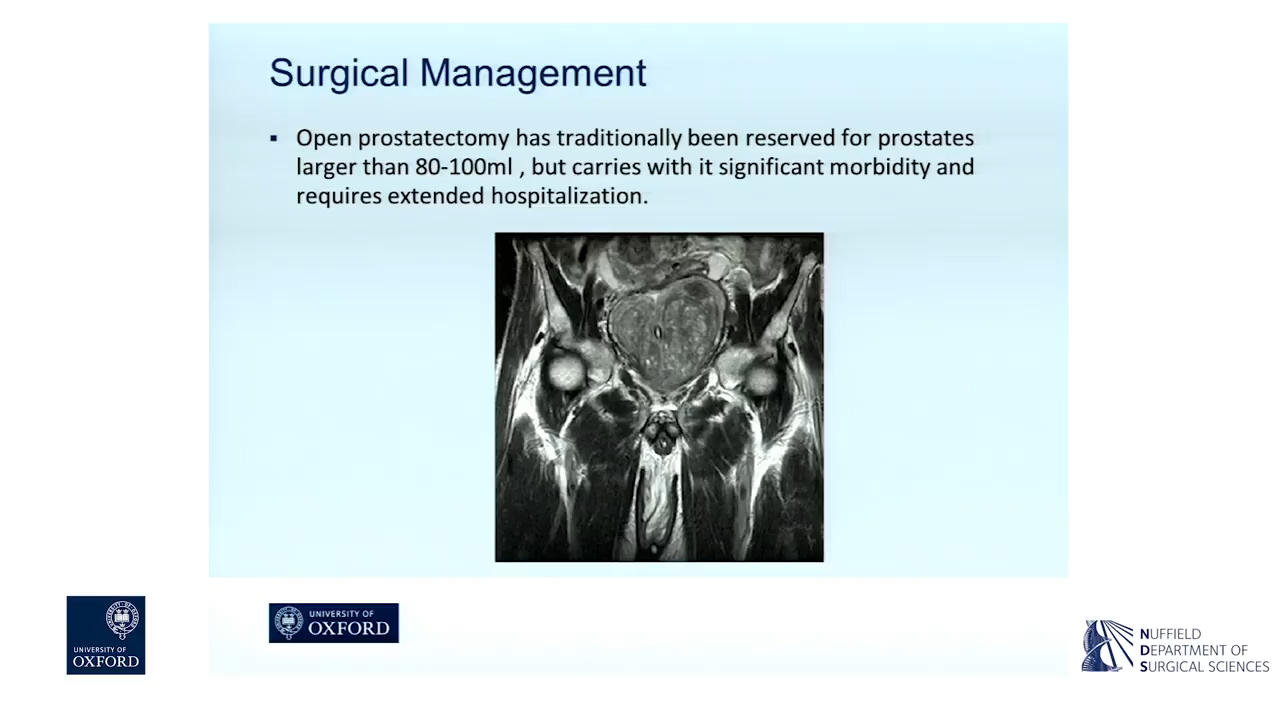 Surgical Management
▪ Open prostatectomy has traditionally been reserved for prostates
larger than 80-100ml , but carries with it significant morbidity and
requires extended hospitalization.
UNIVERSITY OF
OXFORD
UNIVERSITY OF
OXFORD
NUFFIELD
DEPARTMENT OF
SURGICAL SCIENCES